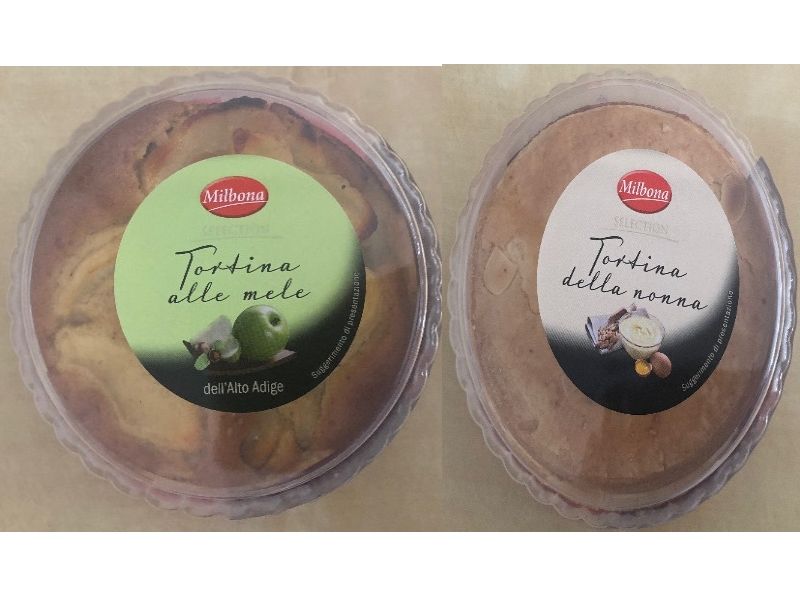 Milbona
SELECTION
Tortina
alle mele
dell'Alto Adige
Suggerimento di presentazione
Milbona
SELECTION
Tortina
della nonna
Suggerimento di presentazione